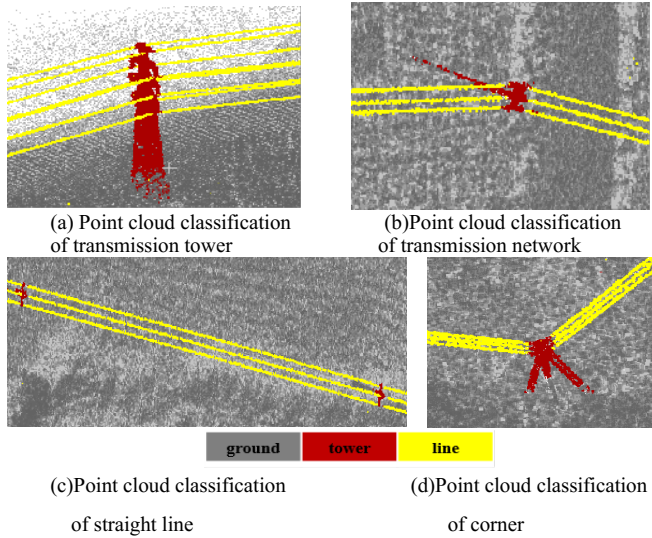 (a) Point cloud classification
of transmission tower
(b)Point cloud classification
of transmission network
ground tower line
(c)Point cloud classification
of straight line
(d)Point cloud classification
of corner